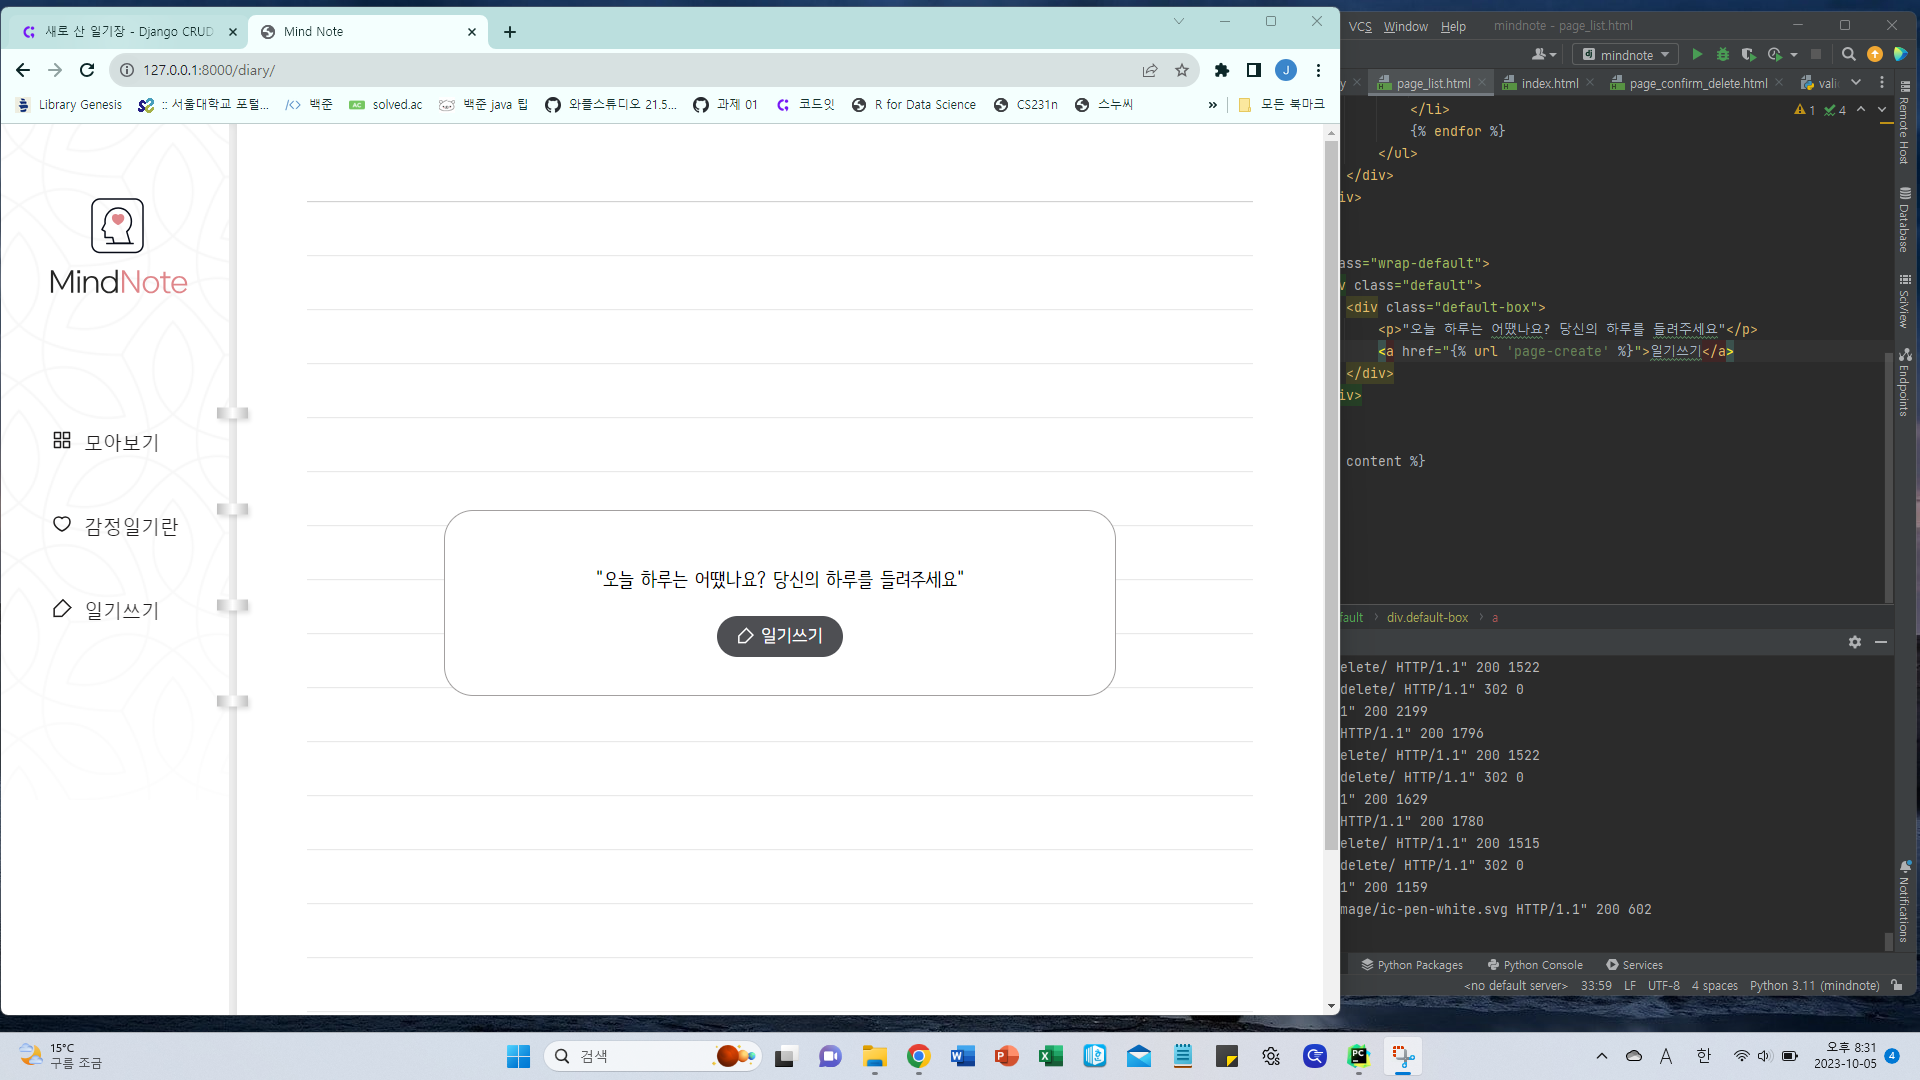 새로 산 일기장 - Django CRUD
Mind Note
127.0.0.1:8000/diary/
J
Library Genesis
:: 서울대학교 포털...
백준
solved.ac
백준 java 팁
와플스튜디오 21.5...
과제 01
코드잇
R for Data Science
CS231n
스누씨
»
모든 북마크
MindNote
모아보기
감정일기란
일기쓰기
"오늘 하루는 어땠나요? 당신의 하루를 들려주세요"
일기쓰기
VCS Window Help mindnote - page_list.html
mindnote
page_list.html index.html page_confirm_delete.html vali
1 4
</li>
{% endfor %}
</ul>
</div>
iv>
ass="wrap-default">
v class="default">
<div class="default-box">
<p>"오늘 하루는 어땠나요? 당신의 하루를 들려주세요"</p>
<a href="{% url 'page-create' %}">일기쓰기</a>
</div>
iv>
content %}
fault > div.default-box > a
elete/ HTTP/1.1" 200 1522
delete/ HTTP/1.1" 302 0
1" 200 2199
HTTP/1.1" 200 1796
elete/ HTTP/1.1" 200 1522
delete/ HTTP/1.1" 302 0
1" 200 1629
HTTP/1.1" 200 1780
elete/ HTTP/1.1" 200 1515
delete/ HTTP/1.1" 302 0
1" 200 1159
mage/ic-pen-white.svg HTTP/1.1" 200 602
Remote Host
Database
SciView
Endpoints
Notifications
Python Packages Python Console Services
<no default server> 33:59 LF UTF-8 4 spaces Python 3.11 (mindnote)
15°C
구름 조금
검색
A
한
오후 8:31
2023-10-05
4